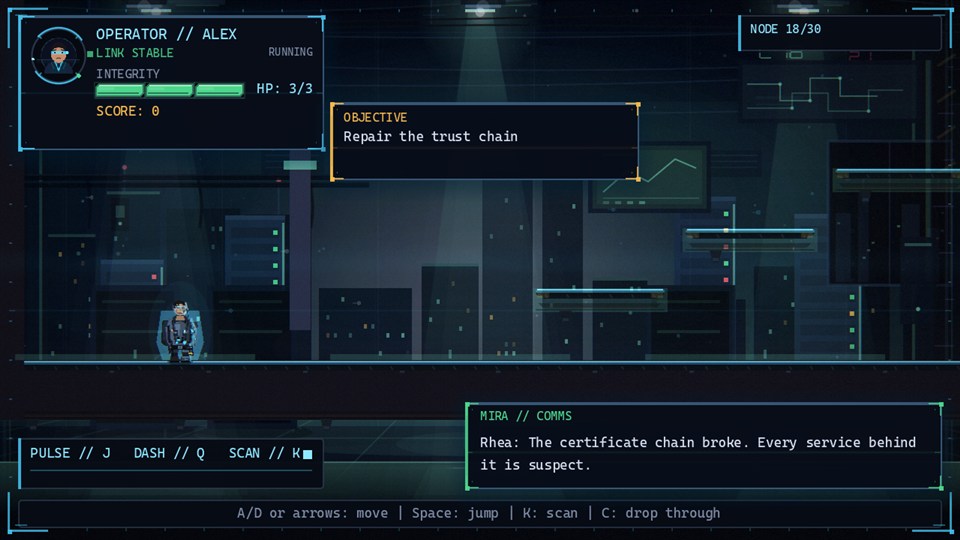 OPERATOR // ALEX
LINK STABLE
RUNNING
INTEGRITY
HP: 3/3
SCORE: 0
NODE 18/30
OBJECTIVE
Repair the trust chain
MIRA // COMMS
Rhea: The certificate chain broke. Every service behind
it is suspect.
PULSE // J DASH // Q SCAN // K
A/D or arrows: move | Space: jump | K: scan | C: drop through